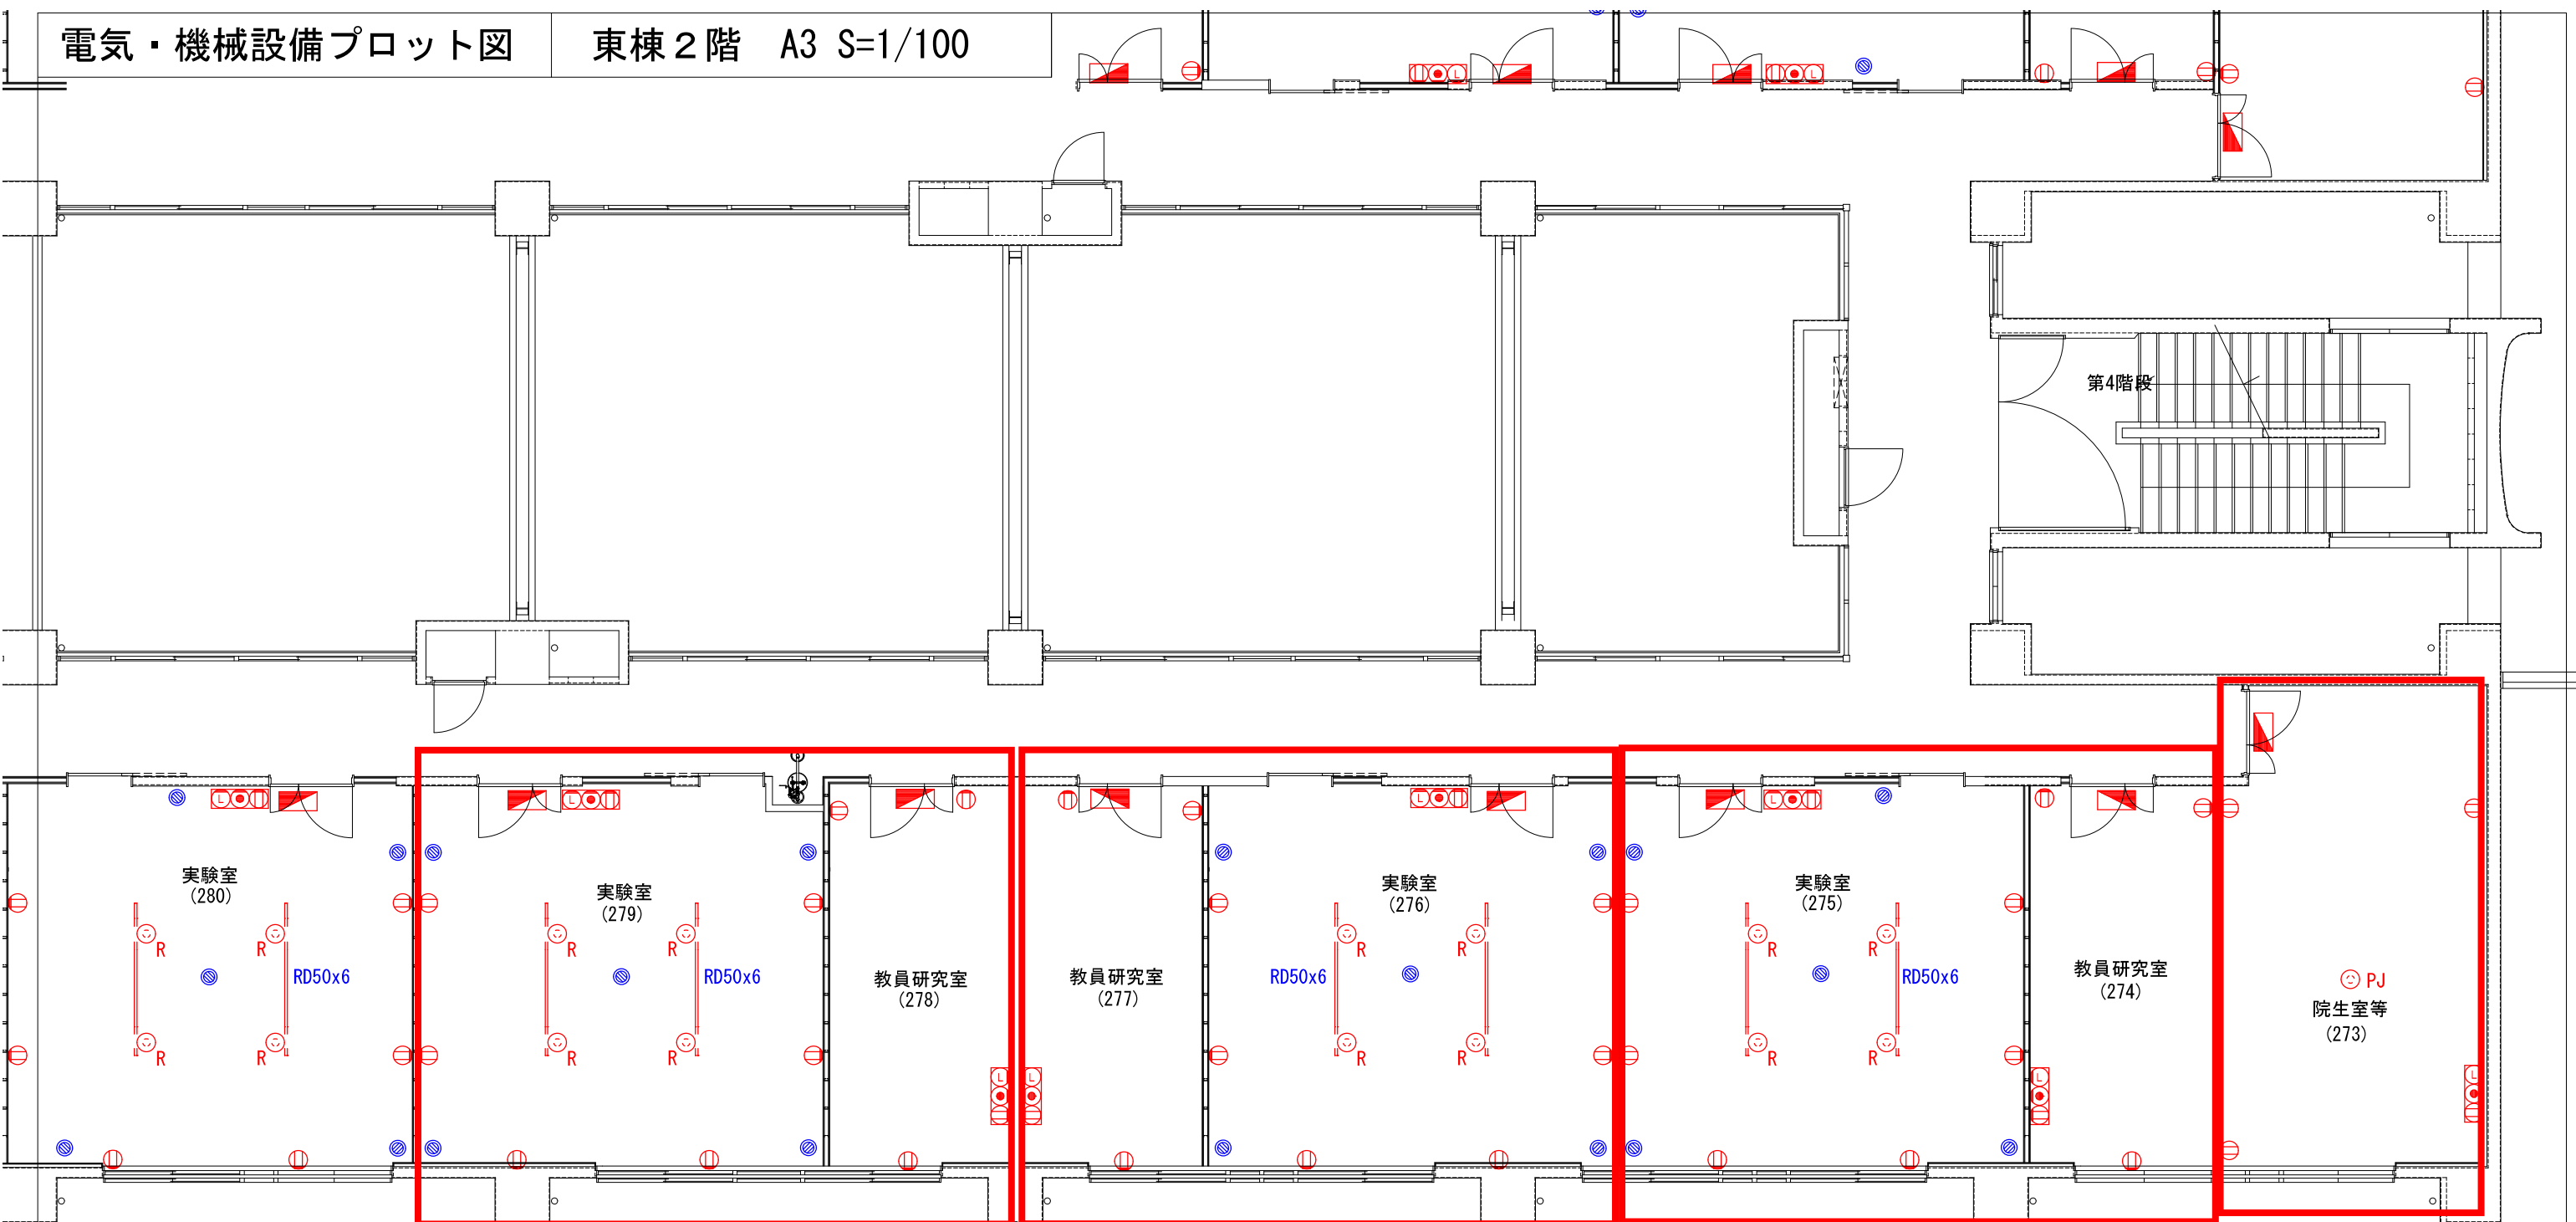 電気・機械設備プロット図 東棟２階 A3 S=1/100
L
L
第4階段
L
L
L
L
実験室
(280)
実験室
(279)
実験室
(276)
実験室
(275)
R R R R R R R R
RD50x6
RD50x6
RD50x6
RD50x6
教員研究室
(278)
教員研究室
(277)
教員研究室
(274)
PJ
院生室等
(273)
R R R R R R R R
L
L
L
L